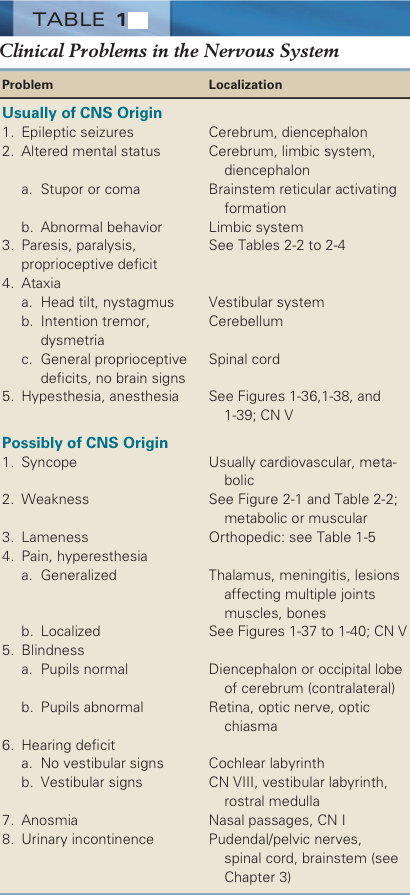 TABLE 1
Clinical Problems in the Nervous System
Problem Localization
Usually of CNS Origin
1. Epileptic seizures Cerebrum, diencephalon
2. Altered mental status Cerebrum, limbic system,
diencephalon
a. Stupor or coma Brainstem reticular activating
formation
b. Abnormal behavior Limbic system
3. Paresis, paralysis, See Tables 2-2 to 2-4
proprioceptive deficit
4. Ataxia
a. Head tilt, nystagmus Vestibular system
b. Intention tremor, Cerebellum
dysmetria
c. General proprioceptive Spinal cord
deficits, no brain signs
5. Hypesthesia, anesthesia See Figures 1-36,1-38, and
1-39; CN V
Possibly of CNS Origin
1. Syncope Usually cardiovascular, meta-
bolic
2. Weakness See Figure 2-1 and Table 2-2;
metabolic or muscular
3. Lameness Orthopedic: see Table 1-5
4. Pain, hyperesthesia
a. Generalized Thalamus, meningitis, lesions
affecting multiple joints
muscles, bones
b. Localized See Figures 1-37 to 1-40; CN V
5. Blindness
a. Pupils normal Diencephalon or occipital lobe
of cerebrum (contralateral)
b. Pupils abnormal Retina, optic nerve, optic
chiasma
6. Hearing deficit
a. No vestibular signs Cochlear labyrinth
b. Vestibular signs CN VIII, vestibular labyrinth,
rostral medulla
7. Anosmia Nasal passages, CN I
8. Urinary incontinence Pudendal/pelvic nerves,
spinal cord, brainstem (see
Chapter 3)